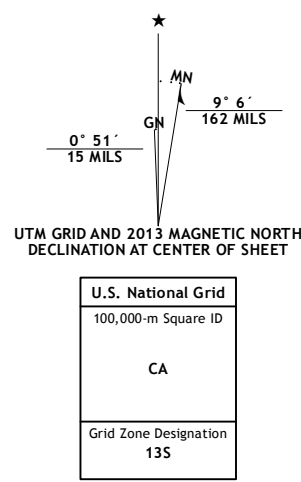 MN
GN
9° 6´
162 MILS
0° 51´
15 MILS
UTM GRID AND 2013 MAGNETIC NORTH
DECLINATION AT CENTER OF SHEET
U.S. National Grid
100,000-m Square ID
CA
Grid Zone Designation
13S